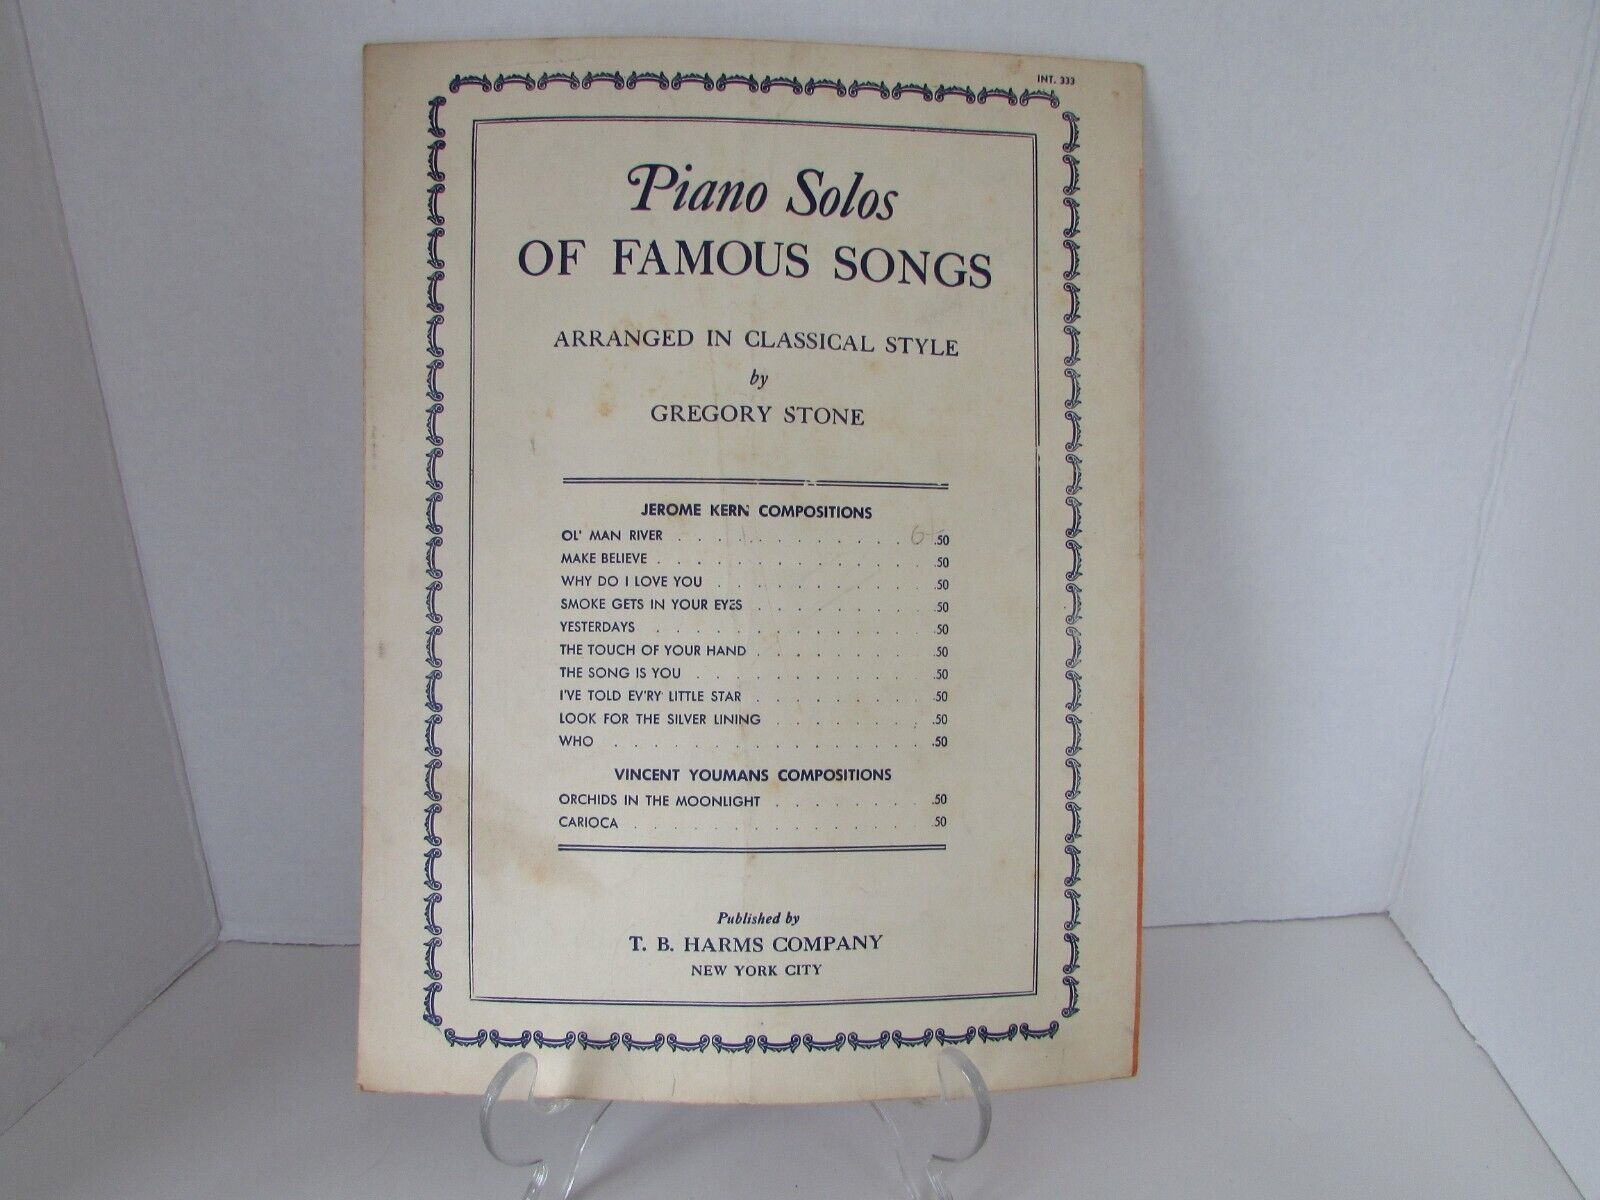 INT. 333
Piano Solos
OF FAMOUS SONGS
ARRANGED IN CLASSICAL STYLE
by
GREGORY STONE
JEROME KERN COMPOSITIONS
OL' MAN RIVER . . . . . . . . . . . . .50
MAKE BELIEVE . . . . . . . . . . . . . .50
WHY DO I LOVE YOU . . . . . . . . . . .50
SMOKE GETS IN YOUR EYES . . . . . . . . .50
YESTERDAYS . . . . . . . . . . . . . . .50
THE TOUCH OF YOUR HAND . . . . . . . . .50
THE SONG IS YOU . . . . . . . . . . . .50
I'VE TOLD EV'RY LITTLE STAR . . . . . . . .50
LOOK FOR THE SILVER LINING . . . . . . . .50
WHO . . . . . . . . . . . . . . . . .50
VINCENT YOUMANS COMPOSITIONS
ORCHIDS IN THE MOONLIGHT . . . . . . . .50
CARIOCA . . . . . . . . . . . . . . .50
Published by
T. B. HARMS COMPANY
NEW YORK CITY